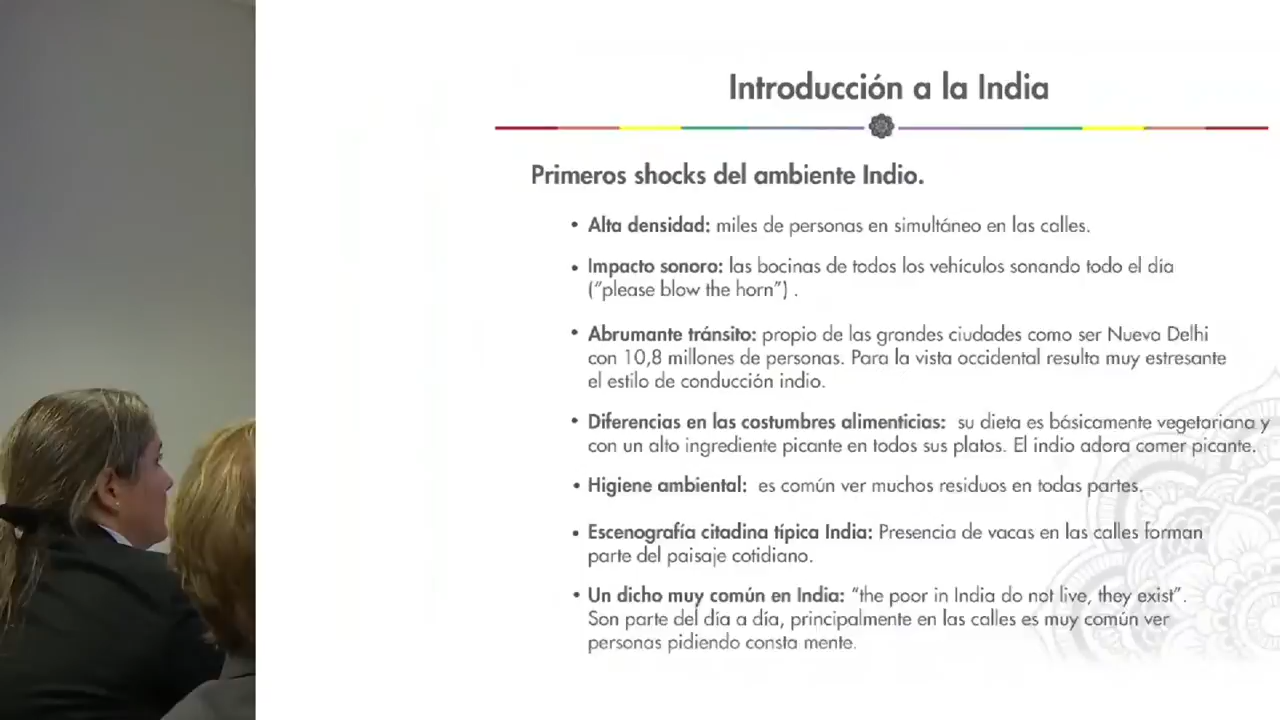 Introducción a la India
Primeros shocks del ambiente Indio.
• Alta densidad: miles de personas en simultáneo en las calles.
• Impacto sonoro: las bocinas de todos los vehículos sonando todo el día
("please blow the horn") .
• Abrumante tránsito: propio de las grandes ciudades como ser Nueva Delhi
con 10,8 millones de personas. Para la vista occidental resulta muy estresante
el estilo de conducción indio.
• Diferencias en las costumbres alimenticias: su dieta es básicamente vegetariana y
con un alto ingrediente picante en todos sus platos. El indio adora comer picante.
• Higiene ambiental: es común ver muchos residuos en todas partes.
• Escenografía citadina típica India: Presencia de vacas en las calles forman
parte del paisaje cotidiano.
• Un dicho muy común en India: "the poor in India do not live, they exist".
Son parte del día a día, principalmente en las calles es muy común ver
personas pidiendo consta mente.